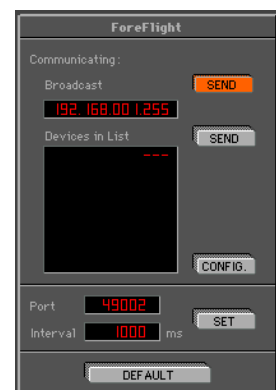 ForeFlight
Communicating:
Broadcast
SEND
192.168.001.255
Devices in List
SEND
---
CONFIG.
Port 49002
SET
Interval 1000 ms
DEFAULT